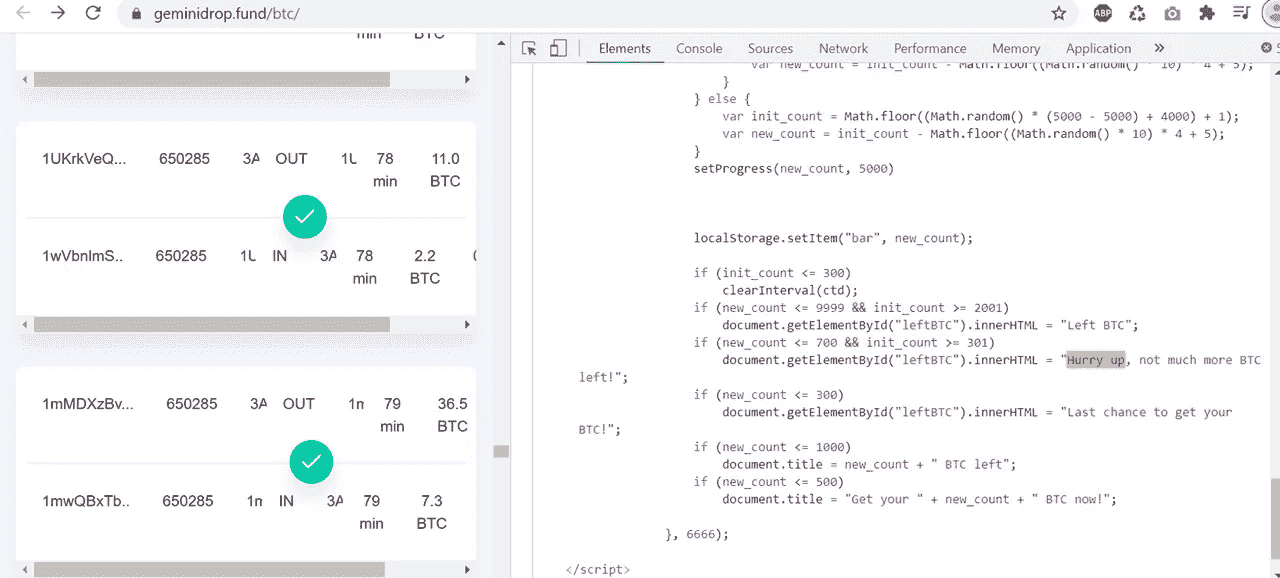 geminidrop.fund/btc/
ABP
Elements Console Sources Network Performance Memory Application »
min BTC
1UKrkVeQ... 650285 3A OUT 1U 78 11.0
min BTC
1wVbnlmS.. 650285 1U IN 3A 78 2.2
min BTC
1mMDXzBv... 650285 3A OUT 1m 79 36.5
min BTC
1mwQBxTb.. 650285 1m IN 3A 79 7.3
min BTC
var new_count = init_count - Math.floor((Math.random() * 10) * 4 + 5);
}
} else {
var init_count = Math.floor((Math.random() * (5000 - 5000) + 4000) + 1);
var new_count = init_count - Math.floor((Math.random() * 10) * 4 + 5);
}
setProgress(new_count, 5000)
localStorage.setItem("bar", new_count);
if (init_count <= 300)
clearInterval(ctd);
if (new_count <= 9999 && init_count >= 2001)
document.getElementById("leftBTC").innerHTML = "Left BTC";
if (new_count <= 700 && init_count >= 301)
document.getElementById("leftBTC").innerHTML = "Hurry up, not much more BTC
left!";
if (new_count <= 300)
document.getElementById("leftBTC").innerHTML = "Last chance to get your
BTC!";
if (new_count <= 1000)
document.title = new_count + " BTC left";
if (new_count <= 500)
document.title = "Get your " + new_count + " BTC now!";
}, 6666);
</script>